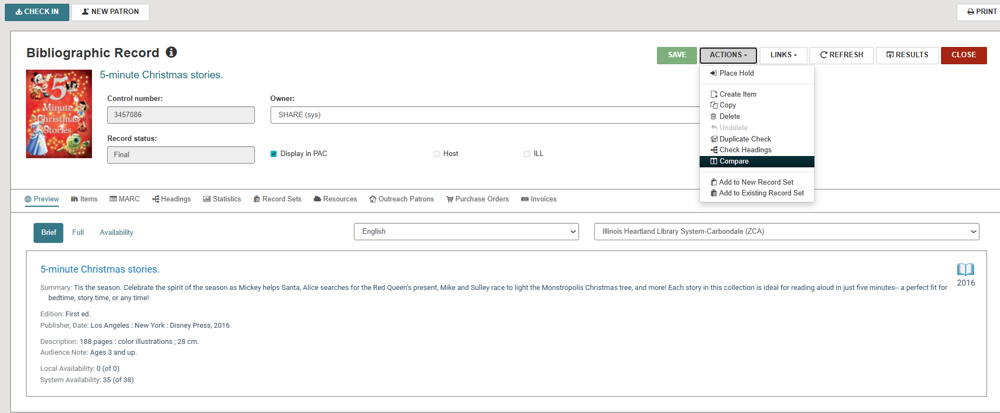 CHECK IN
NEW PATRON
PRINT
Bibliographic Record
SAVE
ACTIONS
LINKS
REFRESH
RESULTS
CLOSE
5
Minute
Christmas
Stories
5-minute Christmas stories.
Control number:
3457086
Owner:
SHARE (sys)
Record status:
Final
Display in PAC
Host
ILL
Place Hold
Create Item
Copy
Delete
Undelete
Duplicate Check
Check Headings
Compare
Add to New Record Set
Add to Existing Record Set
Preview
Items
MARC
Headings
Statistics
Record Sets
Resources
Outreach Patrons
Purchase Orders
Invoices
Brief
Full
Availability
English
Illinois Heartland Library System-Carbondale (ZCA)
5-minute Christmas stories.
2016
Summary: Tis the season. Celebrate the spirit of the season as Mickey helps Santa, Alice searches for the Red Queen's present, Mike and Sulley race to light the Monstropolis Christmas tree, and more! Each story in this collection is ideal for reading aloud in just five minutes-- a perfect fit for
bedtime, story time, or any time!
Edition: First ed.
Publisher, Date: Los Angeles : New York : Disney Press, 2016.
Description: 188 pages : color illustrations ; 28 cm.
Audience Note: Ages 3 and up.
Local Availability: 0 (of 0)
System Availability: 35 (of 38)